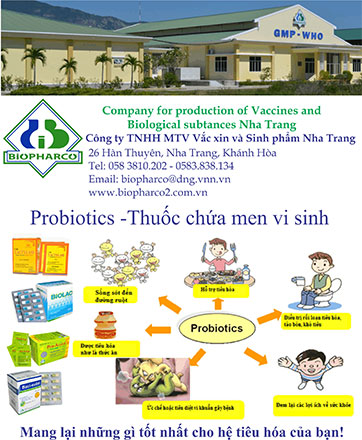 GMP - WHO
BIOPHARCO
Company for production of Vaccines and
Biological subtances Nha Trang
Công ty TNHH MTV Vắc xin và Sinh phẩm Nha Trang
26 Hàn Thuyên, Nha Trang, Khánh Hòa
Tel: 058 3810.202 - 0583.838.134
Email: biopharco@dng.vnn.vn
www.biopharco2.com.vn
Probiotics -Thuốc chứa men vi sinh
Sống sót đến
đường ruột
Hỗ trợ tiêu hóa
BIOLAC
Điều trị rối loạn tiêu hóa,
táo bón, khó tiêu
Probiotics
Được tiêu hóa
như là thức ăn
Ức chế hoặc tiêu diệt vi khuẩn gây bệnh
Đem lại các lợi ích về sức khỏe
Mang lại những gì tốt nhất cho hệ tiêu hóa của bạn!